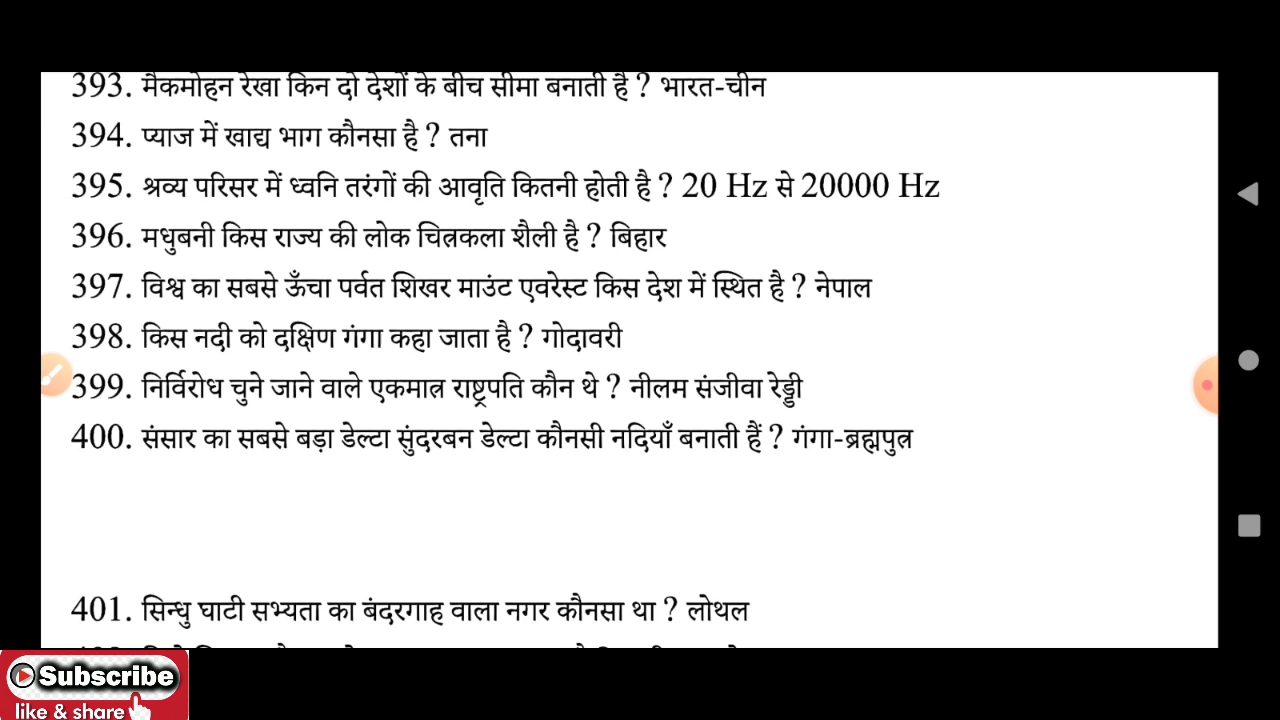 393. मैकमोहन रेखा किन दो देशों के बीच सीमा बनाती है ? भारत-चीन
394. प्याज में खाद्य भाग कौनसा है ? तना
395. श्रव्य परिसर में ध्वनि तरंगों की आवृति कितनी होती है ? 20 Hz से 20000 Hz
396. मधुबनी किस राज्य की लोक चित्रकला शैली है ? बिहार
397. विश्व का सबसे ऊँचा पर्वत शिखर माउंट एवरेस्ट किस देश में स्थित है ? नेपाल
398. किस नदी को दक्षिण गंगा कहा जाता है ? गोदावरी
399. निर्विरोध चुने जाने वाले एकमात्र राष्ट्रपति कौन थे ? नीलम संजीवा रेड्डी
400. संसार का सबसे बड़ा डेल्टा सुंदरबन डेल्टा कौनसी नदियाँ बनाती हैं ? गंगा-ब्रह्मपुत्र
401. सिन्धु घाटी सभ्यता का बंदरगाह वाला नगर कौनसा था ? लोथल
Subscribe
like & share